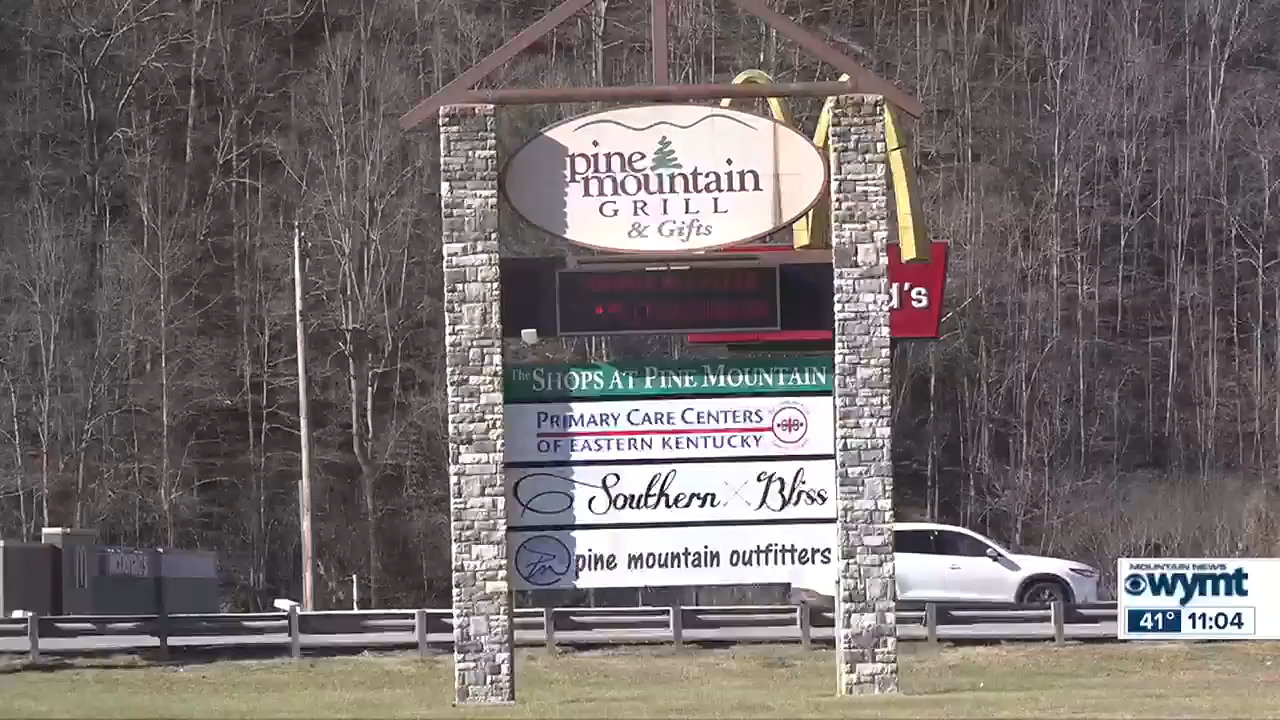 pine
mountain
GRILL
& Gifts
d's
The SHOPS AT PINE MOUNTAIN
PRIMARY CARE CENTERS
OF EASTERN KENTUCKY
Southern Bliss
pine mountain outfitters
MOUNTAIN NEWS
wymt
41° 11:04